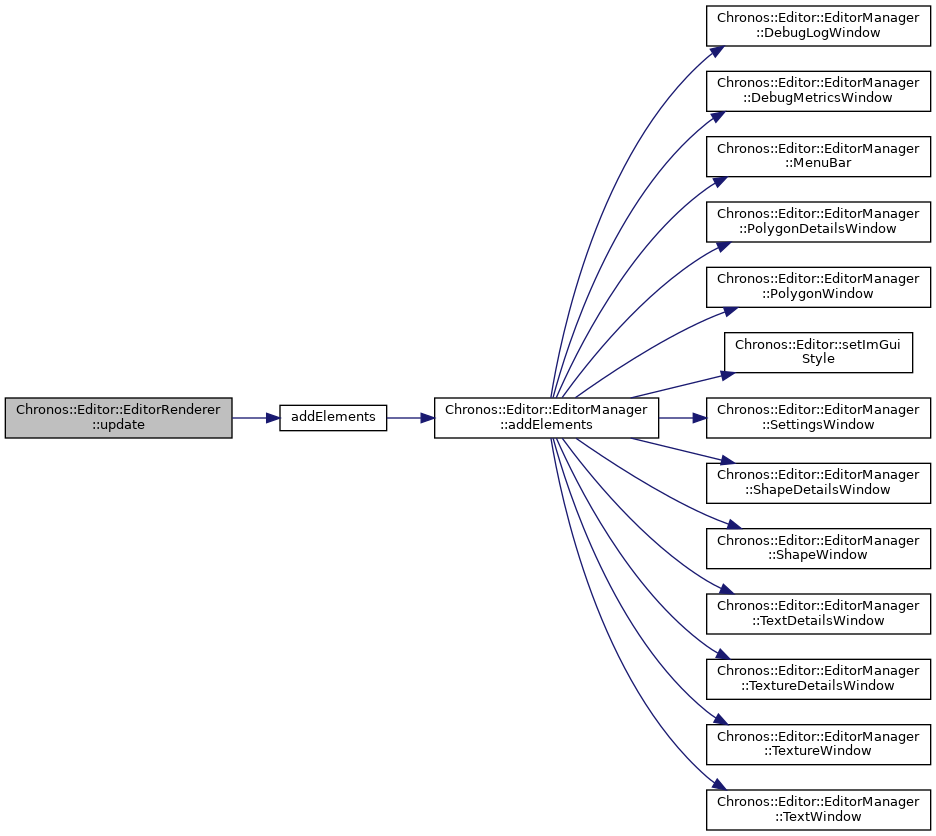 Chronos::Editor::EditorRenderer
::update
addElements
Chronos::Editor::EditorManager
::addElements
Chronos::Editor::EditorManager
::DebugLogWindow
Chronos::Editor::EditorManager
::DebugMetricsWindow
Chronos::Editor::EditorManager
::MenuBar
Chronos::Editor::EditorManager
::PolygonDetailsWindow
Chronos::Editor::EditorManager
::PolygonWindow
Chronos::Editor::setImGui
Style
Chronos::Editor::EditorManager
::SettingsWindow
Chronos::Editor::EditorManager
::ShapeDetailsWindow
Chronos::Editor::EditorManager
::ShapeWindow
Chronos::Editor::EditorManager
::TextDetailsWindow
Chronos::Editor::EditorManager
::TextureDetailsWindow
Chronos::Editor::EditorManager
::TextureWindow
Chronos::Editor::EditorManager
::TextWindow